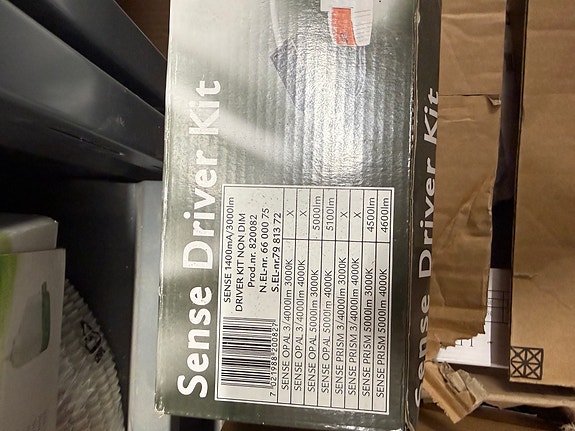 Sense Driver Kit
SENSE 1400mA/3000lm
DRIVER KIT NON DIM
Prod.nr. 820082
N.EL-nr. 66 000 75
S.EL-nr.79 813 72
7 021988 200827
SENSE OPAL 3/4000lm 3000K X
SENSE OPAL 3/4000lm 4000K X
SENSE OPAL 5000lm 3000K 5000lm
SENSE OPAL 5000lm 4000K 5100lm
SENSE PRISM 3/4000lm 3000K X
SENSE PRISM 3/4000lm 4000K X
SENSE PRISM 5000lm 3000K 4500lm
SENSE PRISM 5000lm 4000K 4600lm
Sense Driver Kit